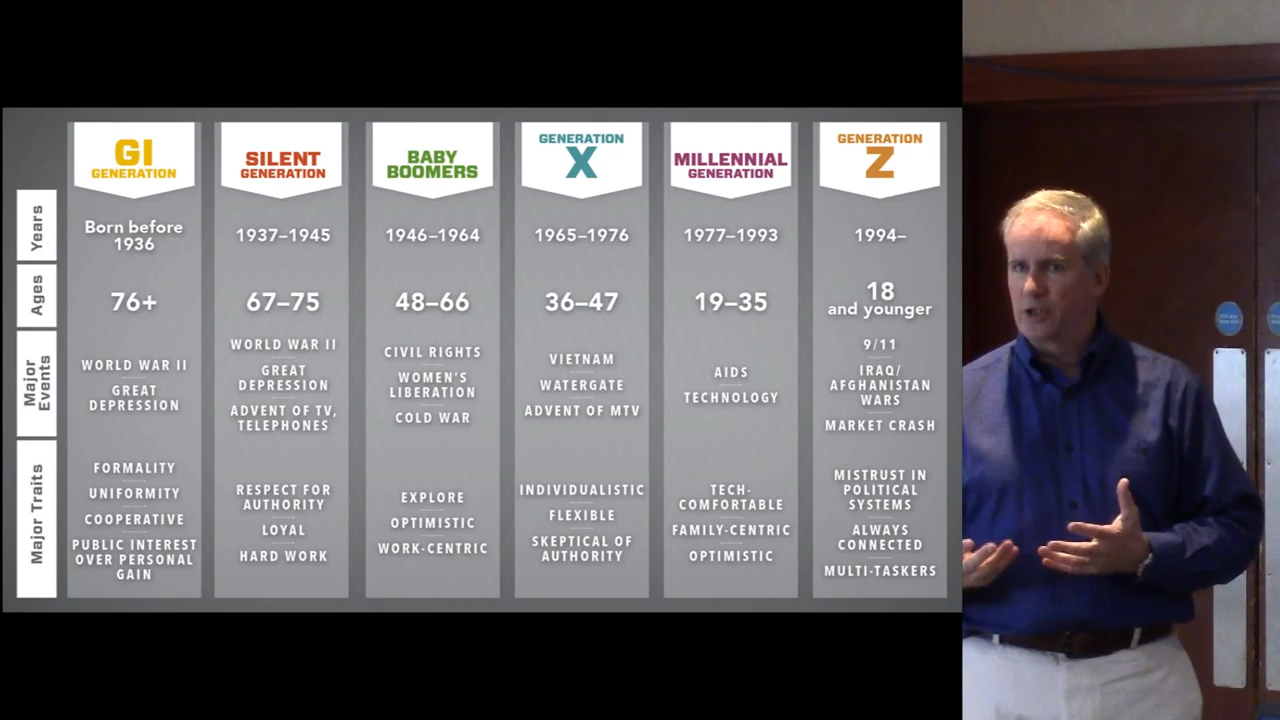 GI
GENERATION
SILENT
GENERATION
BABY
BOOMERS
GENERATION
X
MILLENNIAL
GENERATION
GENERATION
Z
Years
Born before
1936
1937–1945
1946–1964
1965–1976
1977–1993
1994–
Ages
76+
67–75
48–66
36–47
19–35
18
and younger
Major
Events
WORLD WAR II
GREAT
DEPRESSION
WORLD WAR II
GREAT
DEPRESSION
ADVENT OF TV,
TELEPHONES
CIVIL RIGHTS
WOMEN'S
LIBERATION
COLD WAR
VIETNAM
WATERGATE
ADVENT OF MTV
AIDS
TECHNOLOGY
9/11
IRAQ/
AFGHANISTAN
WARS
MARKET CRASH
Major Traits
FORMALITY
UNIFORMITY
COOPERATIVE
PUBLIC INTEREST
OVER PERSONAL
GAIN
RESPECT FOR
AUTHORITY
LOYAL
HARD WORK
EXPLORE
OPTIMISTIC
WORK-CENTRIC
INDIVIDUALISTIC
FLEXIBLE
SKEPTICAL OF
AUTHORITY
TECH-
COMFORTABLE
FAMILY-CENTRIC
OPTIMISTIC
MISTRUST IN
POLITICAL
SYSTEMS
ALWAYS
CONNECTED
MULTI-TASKERS